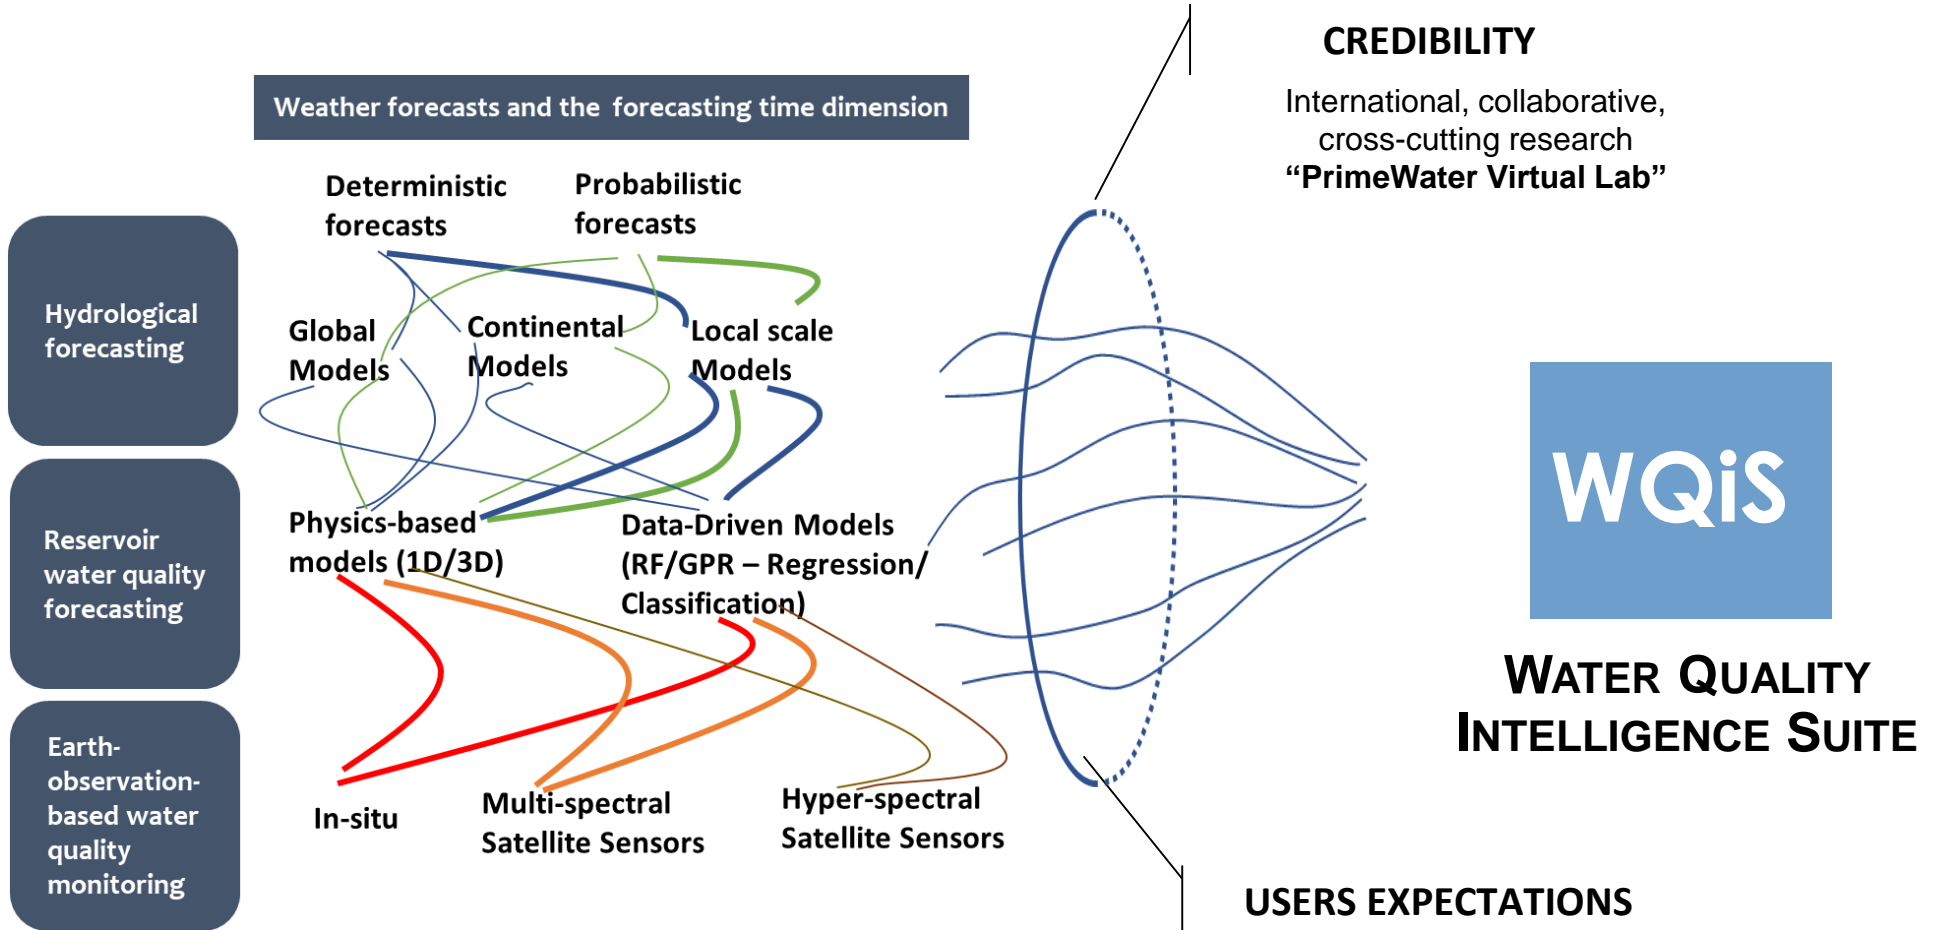 CREDIBILITY
International, collaborative,
cross-cutting research
“PrimeWater Virtual Lab”
Weather forecasts and the forecasting time dimension
Deterministic
forecasts
Probabilistic
forecasts
Hydrological
forecasting
Global
Models
Continental
Models
Local scale
Models
Reservoir
water quality
forecasting
Physics-based
models (1D/3D)
Data-Driven Models
(RF/GPR – Regression/
Classification)
Earth-
observation-
based water
quality
monitoring
In-situ
Multi-spectral
Satellite Sensors
Hyper-spectral
Satellite Sensors
WQiS
WATER QUALITY
INTELLIGENCE SUITE
USERS EXPECTATIONS